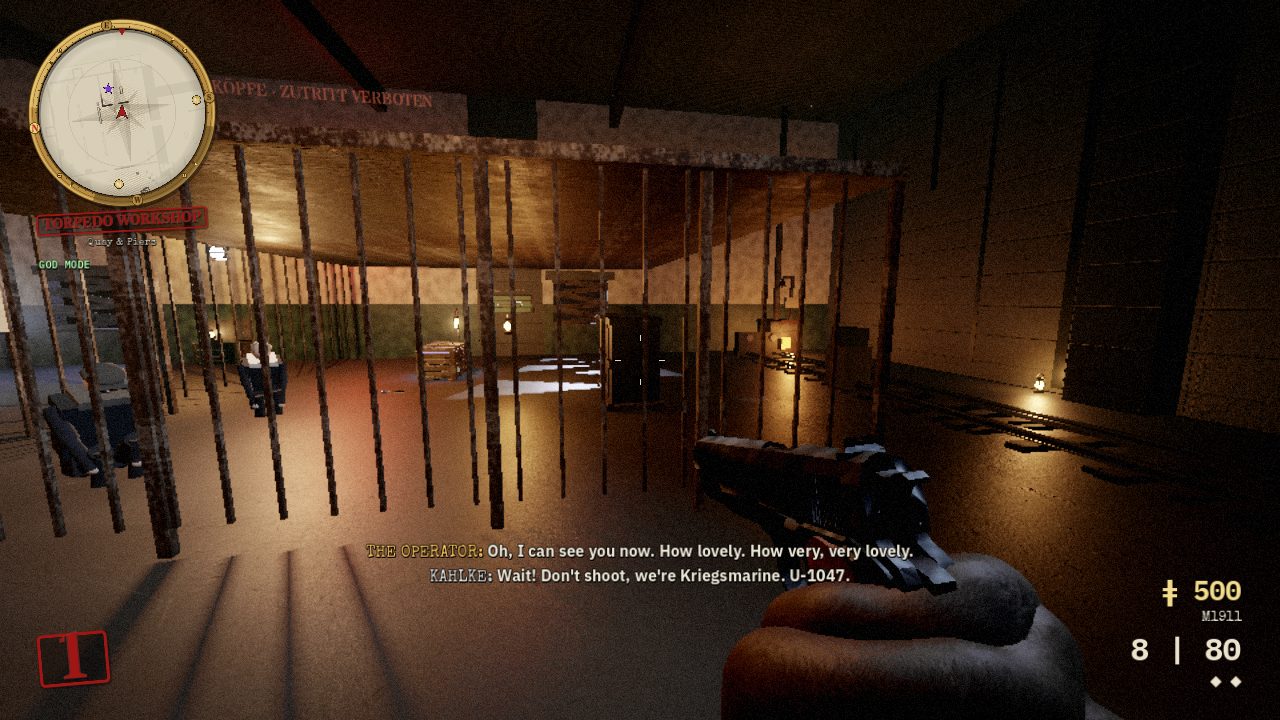 KÖPFE · ZUTRITT VERBOTEN
E
S
N
W
TORPEDO WORKSHOP
Quay & Piers
GOD MODE
THE OPERATOR: Oh, I can see you now. How lovely. How very, very lovely.
KAHLKE: Wait! Don't shoot, we're Kriegsmarine. U-1047.
500
M1911
8 | 80
1